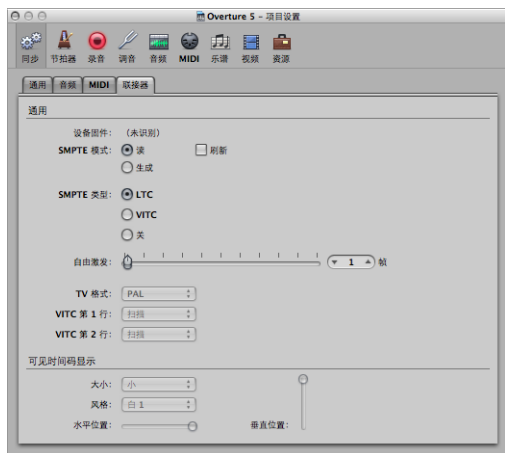 Overture 5 – 项目设置
同步 节拍器 录音 调音 音频 MIDI 乐谱 视频 资源
通用 音频 MIDI 联接器
通用
设备固件: (未识别)
SMPTE 模式: 读 刷新
生成
SMPTE 类型: LTC
VITC
关
自由激发: 1 帧
TV 格式: PAL
VITC 第 1 行: 扫描
VITC 第 2 行: 扫描
可见时间码显示
大小: 小
风格: 白 1
水平位置: 垂直位置: